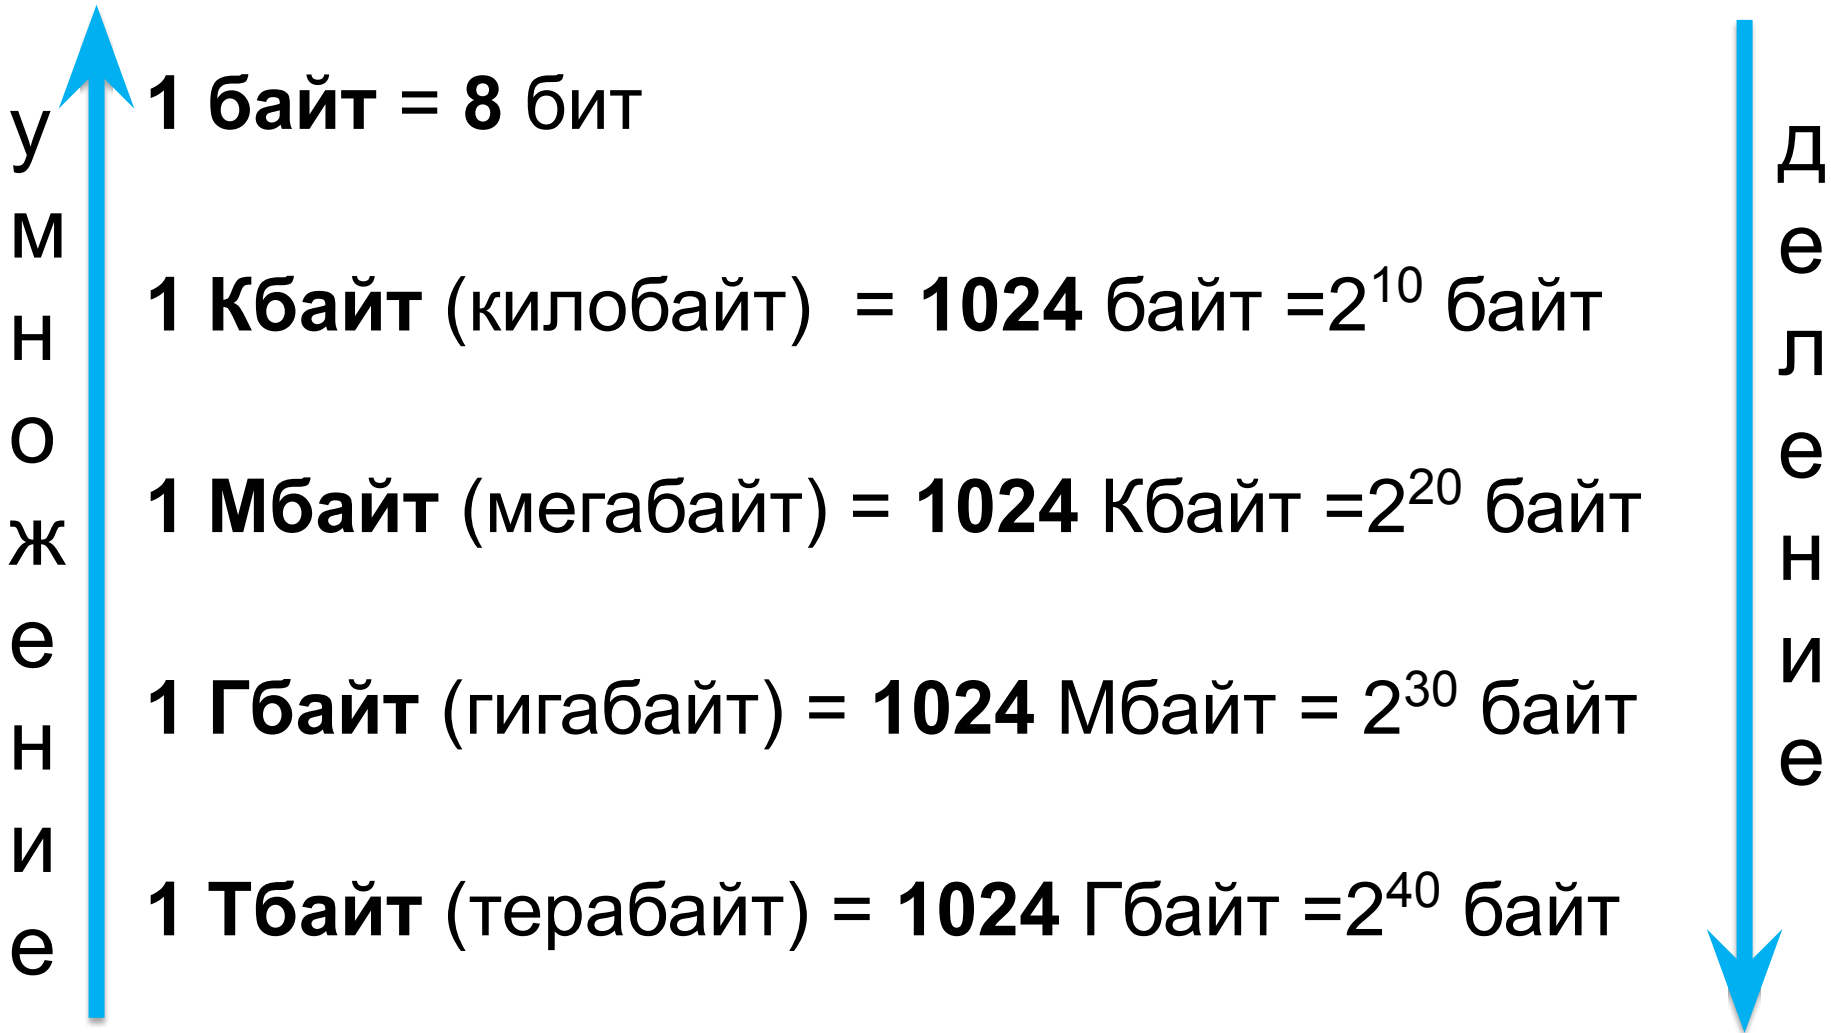 умножение
1 байт = 8 бит
1 Кбайт (килобайт) = 1024 байт =2¹⁰ байт
1 Мбайт (мегабайт) = 1024 Кбайт =2²⁰ байт
1 Гбайт (гигабайт) = 1024 Мбайт = 2³⁰ байт
1 Тбайт (терабайт) = 1024 Гбайт =2⁴⁰ байт
деление